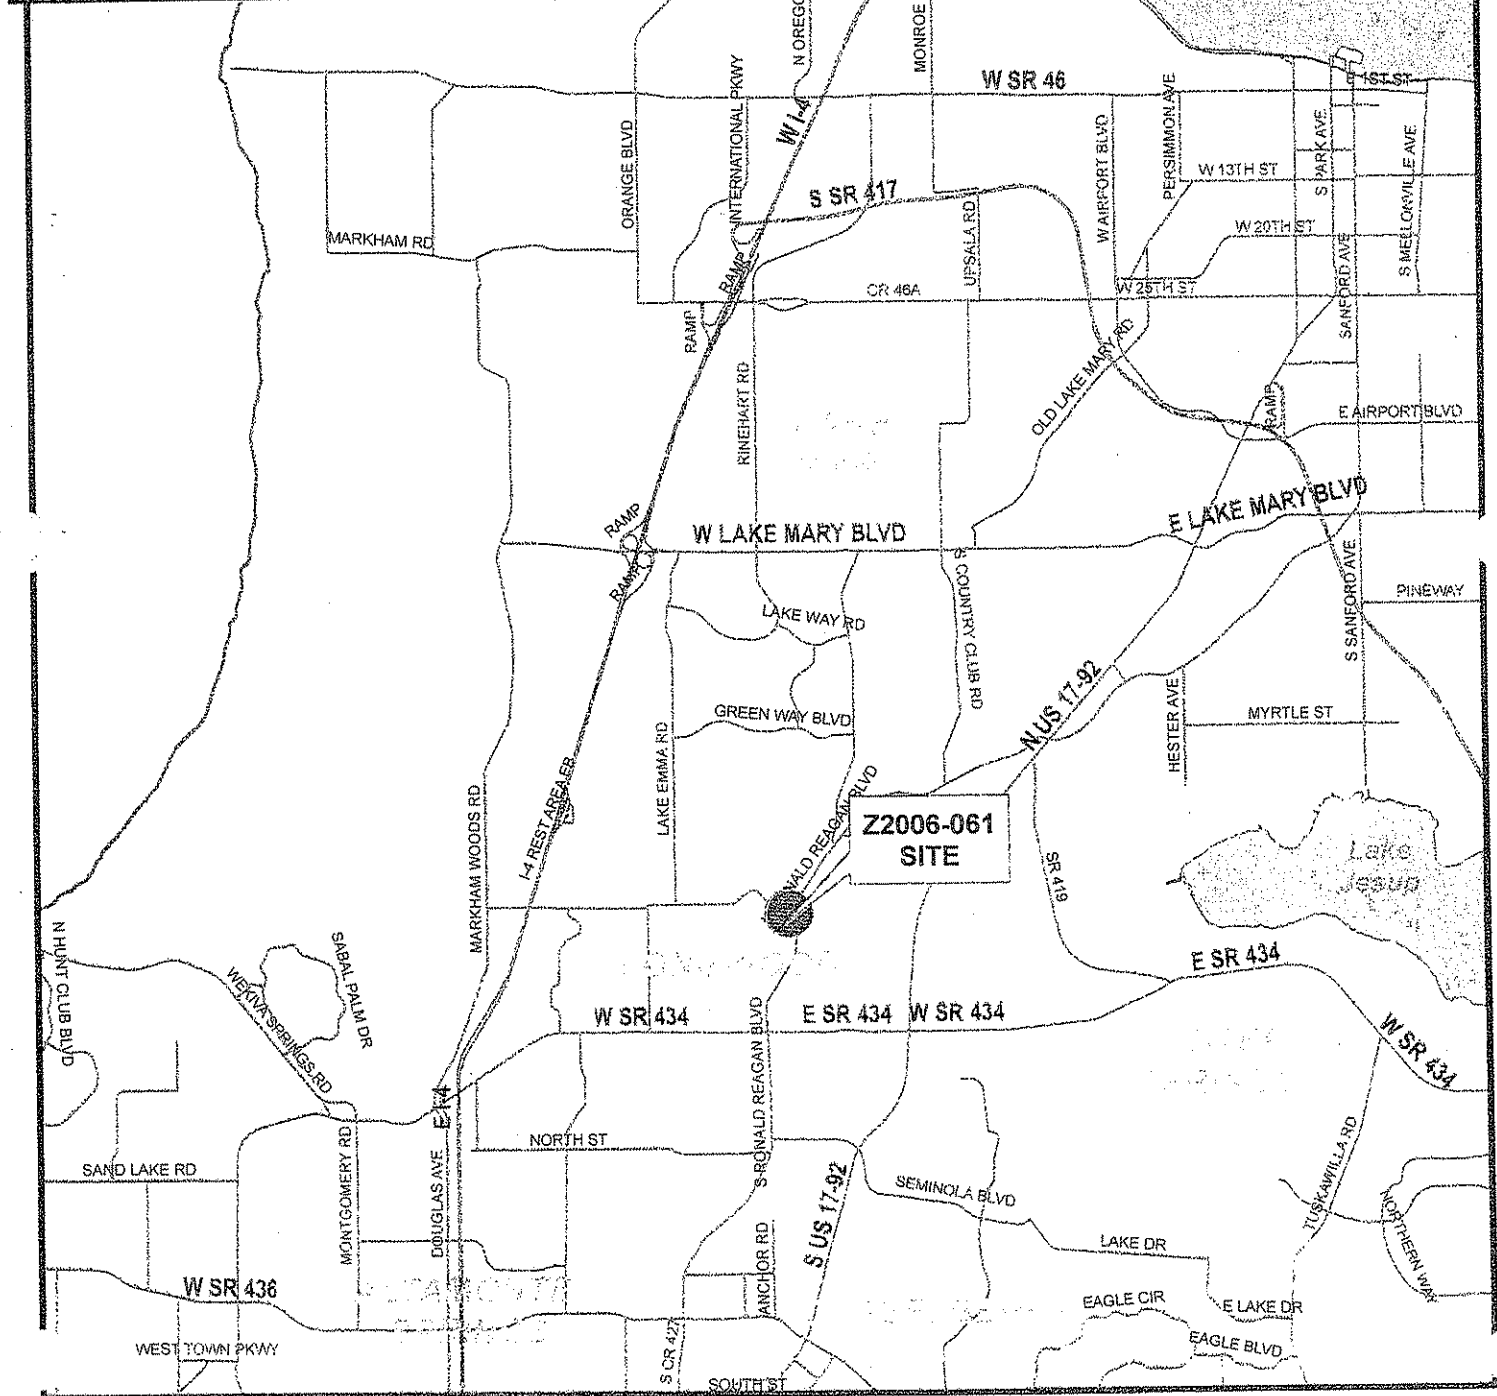 N OREGO
MONROE
W SR 46
E 1ST ST
INTERNATIONAL PKWY
W I-4
PERSIMMON AVE
ORANGE BLVD
W AIRPORT BLVD
S PARK AVE
S MELLONVILLE AVE
W 13TH ST
S SR 417
UPSALA RD
W 20TH ST
MARKHAM RD
SANFORD AVE
RAMP
CR 46A
W 25TH ST
RAMP
OLD LAKE MARY RD
RINEHART RD
RAMP
E AIRPORT BLVD
RAMP
W LAKE MARY BLVD
E LAKE MARY BLVD
RAMP
S COUNTRY CLUB RD
S SANFORD AVE
PINEWAY
LAKE WAY RD
N US 17-92
HESTER AVE
MYRTLE ST
GREEN WAY BLVD
LAKE EMMA RD
MARKHAM WOODS RD
I-4 REST AREA EB
NALD REAGAN BLVD
Z2006-061
SITE
SR 419
Lake
Jesup
N HUNT CLUB BLVD
SABAL PALM DR
WEKIVA SPRINGS RD
E SR 434
W SR 434
E SR 434
W SR 434
W SR 434
S RONALD REAGAN BLVD
E I-4
NORTH ST
SAND LAKE RD
MONTGOMERY RD
DOUGLAS AVE
SEMINOLA BLVD
TUSKAWILLA RD
NORTHERN WAY
S US 17-92
LAKE DR
ANCHOR RD
W SR 436
EAGLE CIR
E LAKE DR
WEST TOWN PKWY
S CR 427
EAGLE BLVD
SOUTH ST